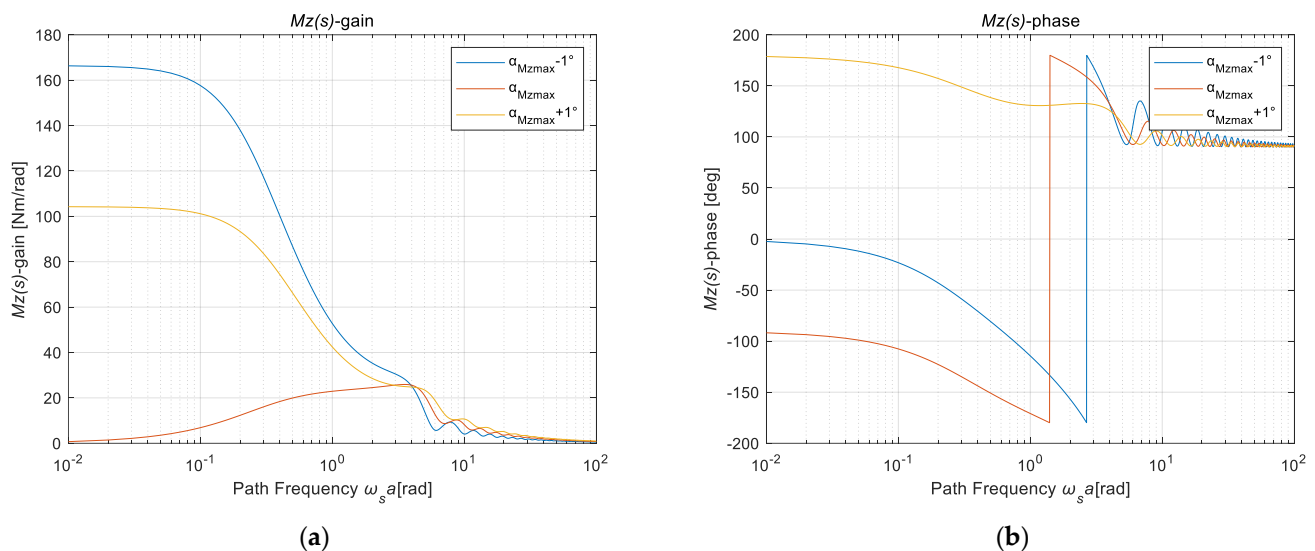 Mz(s)-gain
180
160
140
120
100
80
60
40
20
0
Mz(s)-gain [Nm/rad]
α_Mzmax-1°
α_Mzmax
α_Mzmax+1°
10^-2 10^-1 10^0 10^1 10^2
Path Frequency ω_s a[rad]
(a)
Mz(s)-phase
200
150
100
50
0
-50
-100
-150
-200
Mz(s)-phase [deg]
α_Mzmax-1°
α_Mzmax
α_Mzmax+1°
10^-2 10^-1 10^0 10^1 10^2
Path Frequency ω_s a[rad]
(b)